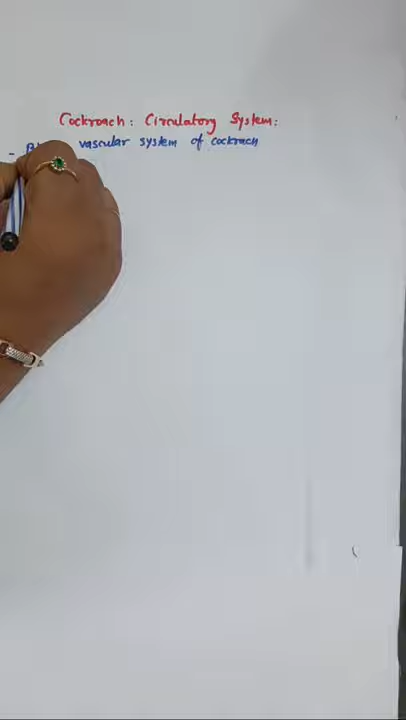 Cockroach: Circulatory System:
- vascular system of cockroach